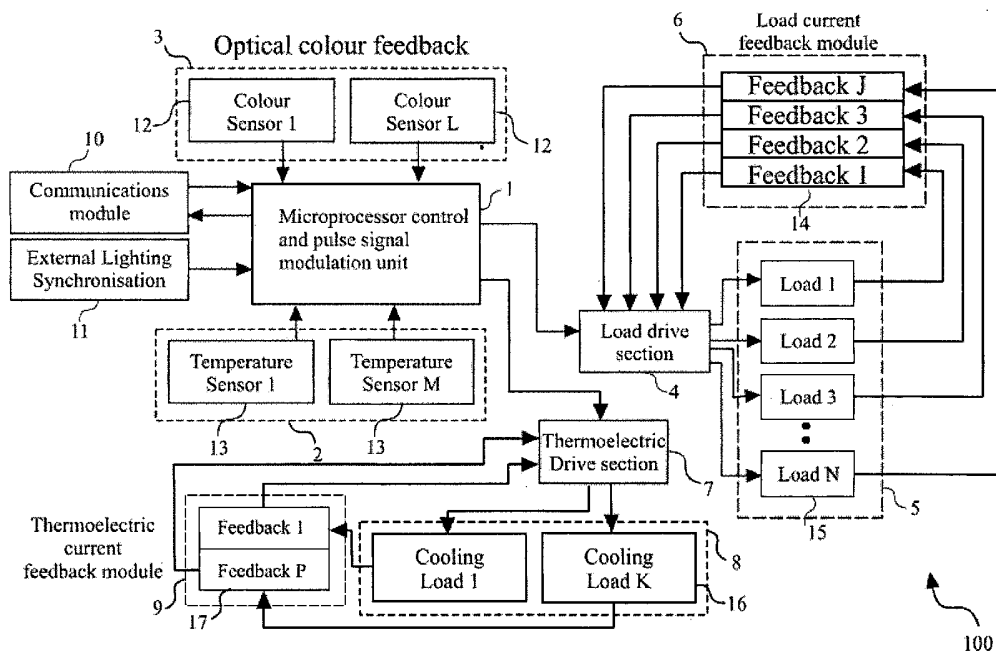 3
Optical colour feedback
12
Colour
Sensor 1
Colour
Sensor L
12
6
Load current
feedback module
Feedback J
Feedback 3
Feedback 2
Feedback 1
14
10
Communications
module
1
Microprocessor control
and pulse signal
modulation unit
External Lighting
Synchronisation
11
Temperature
Sensor 1
Temperature
Sensor M
13
2
13
Load drive
section
4
Load 1
Load 2
Load 3
Load N
15
5
Thermoelectric
Drive section
7
Thermoelectric
current
feedback module
9
Feedback 1
Feedback P
17
Cooling
Load 1
Cooling
Load K
8
16
100